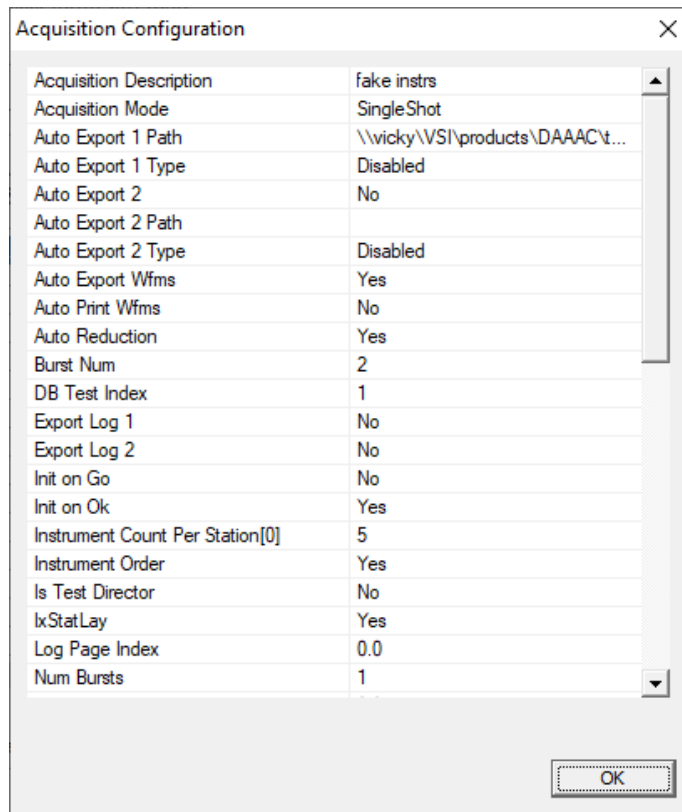 Acquisition Configuration
Acquisition Description fake instrs
Acquisition Mode SingleShot
Auto Export 1 Path \\vicky\VSI\products\DAAAC\t...
Auto Export 1 Type Disabled
Auto Export 2 No
Auto Export 2 Path
Auto Export 2 Type Disabled
Auto Export Wfms Yes
Auto Print Wfms No
Auto Reduction Yes
Burst Num 2
DB Test Index 1
Export Log 1 No
Export Log 2 No
Init on Go No
Init on Ok Yes
Instrument Count Per Station[0] 5
Instrument Order Yes
Is Test Director No
IxStatLay Yes
Log Page Index 0.0
Num Bursts 1
OK